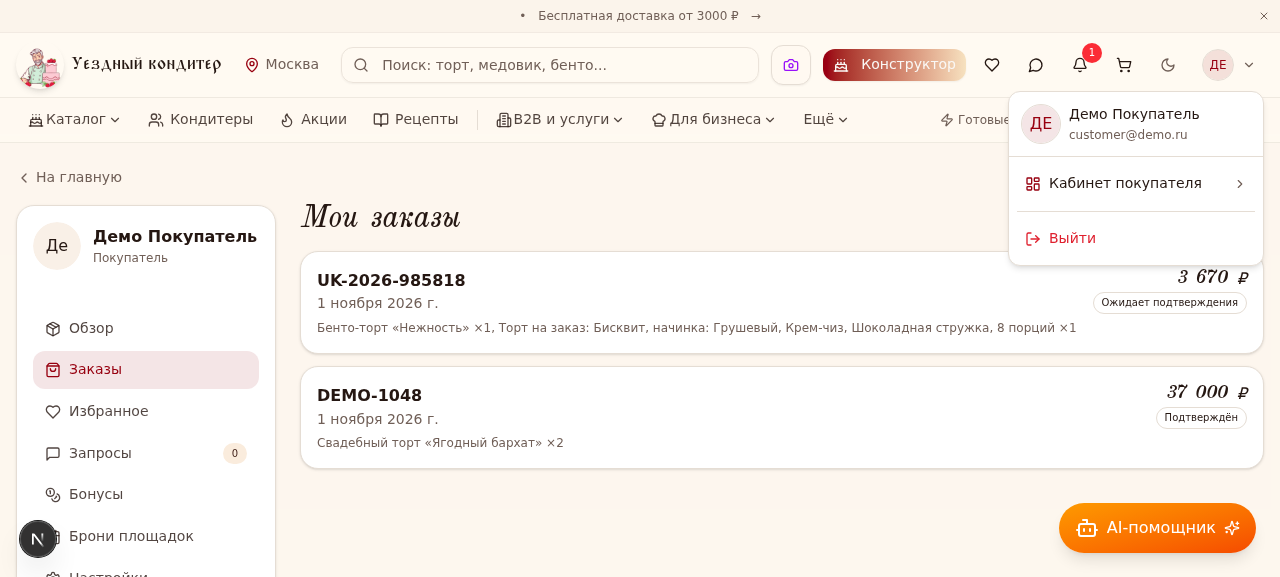 • Бесплатная доставка от 3000 ₽ →
Уездный кондитер
Москва
Поиск: торт, медовик, бенто...
Конструктор
1
ДЕ
Каталог
Кондитеры
Акции
Рецепты
B2B и услуги
Для бизнеса
Ещё
Готовые
ДЕ
Демо Покупатель
customer@demo.ru
Кабинет покупателя
Выйти
На главную
Де
Демо Покупатель
Покупатель
Обзор
Заказы
Избранное
Запросы
0
Бонусы
Брони площадок
Настройки
Мои заказы
UK-2026-985818
3 670 ₽
1 ноября 2026 г.
Ожидает подтверждения
Бенто-торт «Нежность» ×1, Торт на заказ: Бисквит, начинка: Грушевый, Крем-чиз, Шоколадная стружка, 8 порций ×1
DEMO-1048
37 000 ₽
1 ноября 2026 г.
Подтверждён
Свадебный торт «Ягодный бархат» ×2
AI-помощник
N